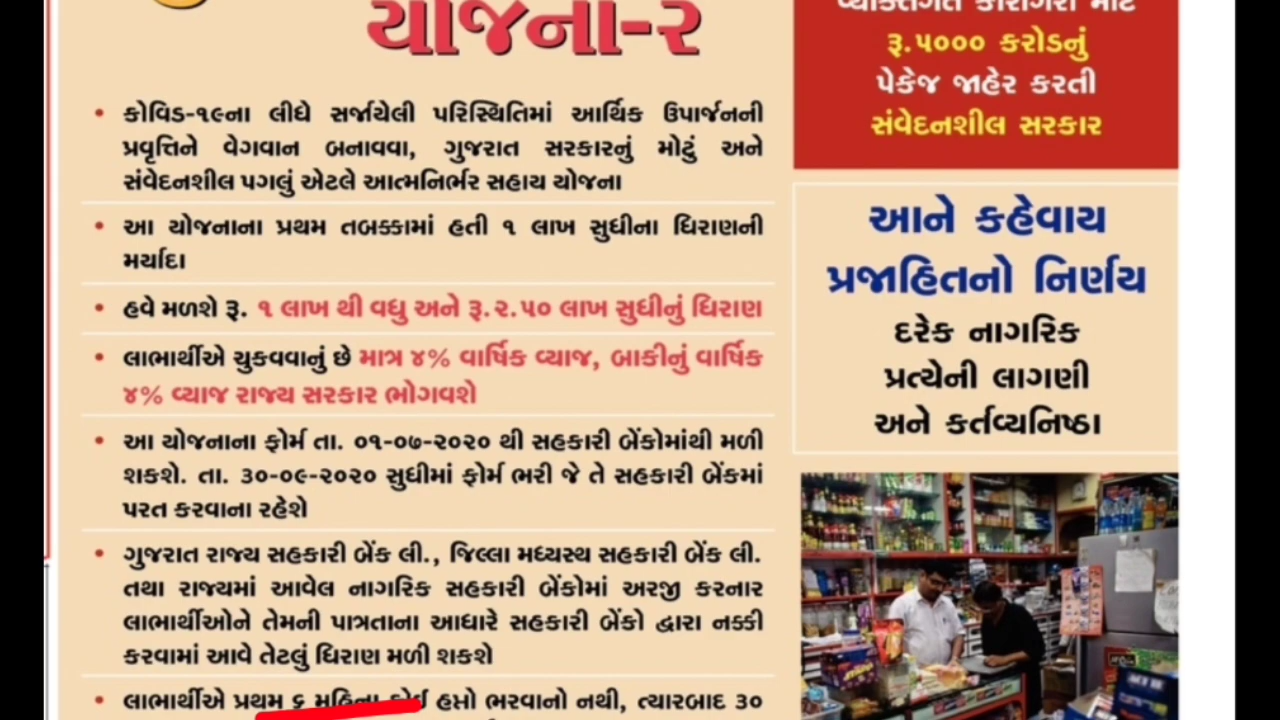 યોજના-૨
કોવિડ-૧૯ના લીધે સર્જાયેલી પરિસ્થિતિમાં આર્થિક ઉપાર્જનની
પ્રવૃત્તિને વેગવાન બનાવવા, ગુજરાત સરકારનું મોટું અને
સંવેદનશીલ પગલું એટલે આત્મનિર્ભર સહાય યોજના
આ યોજનાના પ્રથમ તબક્કામાં હતી ૧ લાખ સુધીના ધિરાણની
મર્યાદા
હવે મળશે રૂ. ૧ લાખ થી વધુ અને રૂ.૨.૫૦ લાખ સુધીનું ધિરાણ
લાભાર્થીએ ચુકવવાનું છે માત્ર ૪% વાર્ષિક વ્યાજ, બાકીનું વાર્ષિક
૪% વ્યાજ રાજ્ય સરકાર ભોગવશે
આ યોજનાના ફોર્મ તા. ૦૧-૦૭-૨૦૨૦ થી સહકારી બેંકોમાંથી મળી
શકશે. તા. ૩૦-૦૯-૨૦૨૦ સુધીમાં ફોર્મ ભરી જે તે સહકારી બેંકમાં
પરત કરવાના રહેશે
ગુજરાત રાજ્ય સહકારી બેંક લી., જિલ્લા મધ્યસ્થ સહકારી બેંક લી.
તથા રાજ્યમાં આવેલ નાગરિક સહકારી બેંકોમાં અરજી કરનાર
લાભાર્થીઓને તેમની પાત્રતાના આધારે સહકારી બેંકો દ્વારા નક્કી
કરવામાં આવે તેટલું ધિરાણ મળી શકશે
લાભાર્થીએ પ્રથમ ૬ મહિના કોઈ હપ્તો ભરવાનો નથી, ત્યારબાદ ૩૦
વ્યક્તિગત કારીગરો માટે
રૂ.૫૦૦૦ કરોડનું
પેકેજ જાહેર કરતી
સંવેદનશીલ સરકાર
આને કહેવાય
પ્રજાહિતનો નિર્ણય
દરેક નાગરિક
પ્રત્યેની લાગણી
અને કર્તવ્યનિષ્ઠા